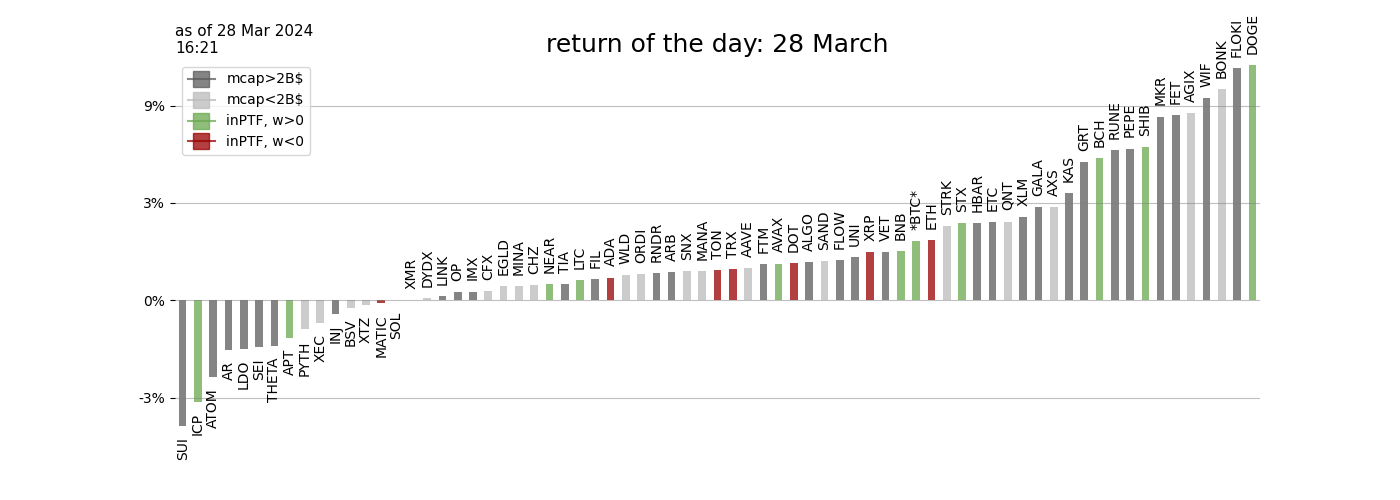 as of 28 Mar 2024
16:21
return of the day: 28 March
mcap>2B$
mcap<2B$
inPTF, w>0
inPTF, w<0
9%
3%
0%
-3%
SUI
ICP
ATOM
AR
LDO
SEI
THETA
APT
PYTH
XEC
INJ
BSV
XTZ
MATIC
SOL
XMR
DYDX
LINK
OP
IMX
CFX
EGLD
MINA
CHZ
NEAR
TIA
LTC
FIL
ADA
WLD
ORDI
RNDR
ARB
SNX
MANA
TON
TRX
AAVE
FTM
AVAX
DOT
ALGO
SAND
FLOW
UNI
XRP
VET
BNB
*BTC*
ETH
STRK
STX
HBAR
ETC
QNT
XLM
GALA
AXS
KAS
GRT
BCH
RUNE
PEPE
SHIB
MKR
FET
AGIX
WIF
BONK
FLOKI
DOGE